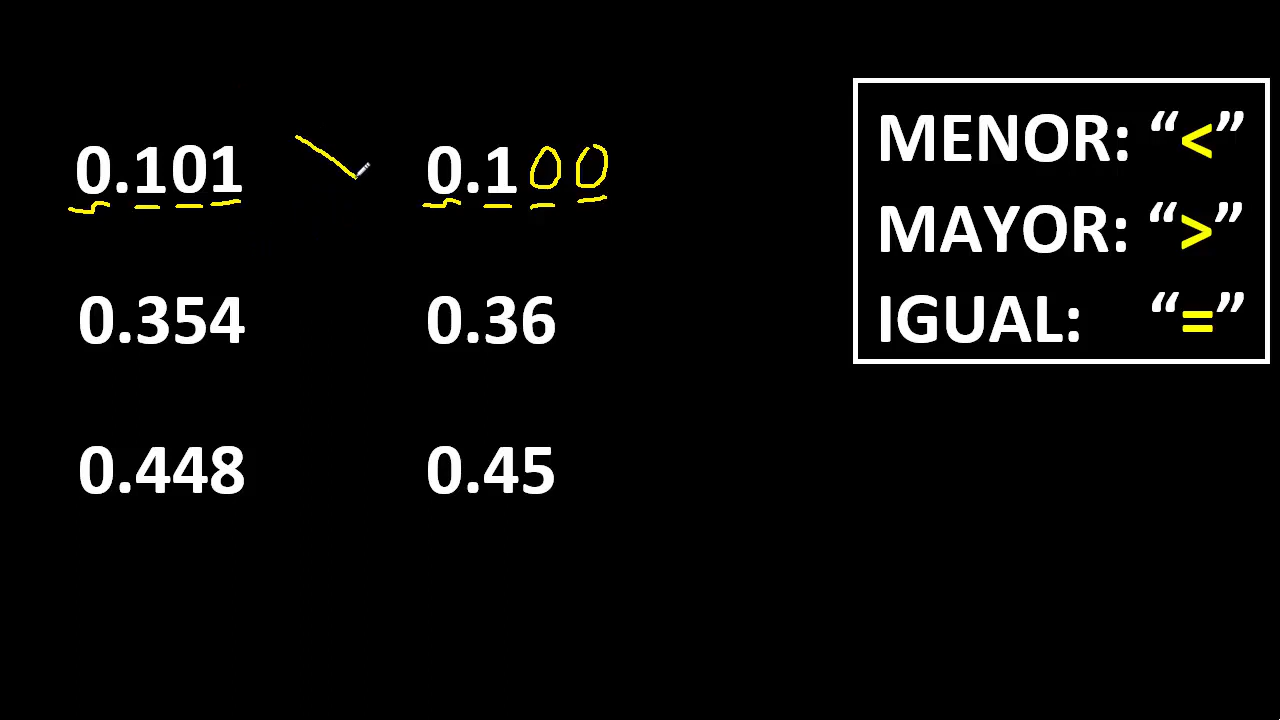 0.101 0.100
0.354 0.36
0.448 0.45
MENOR: “<”
MAYOR: “>”
IGUAL: “=”